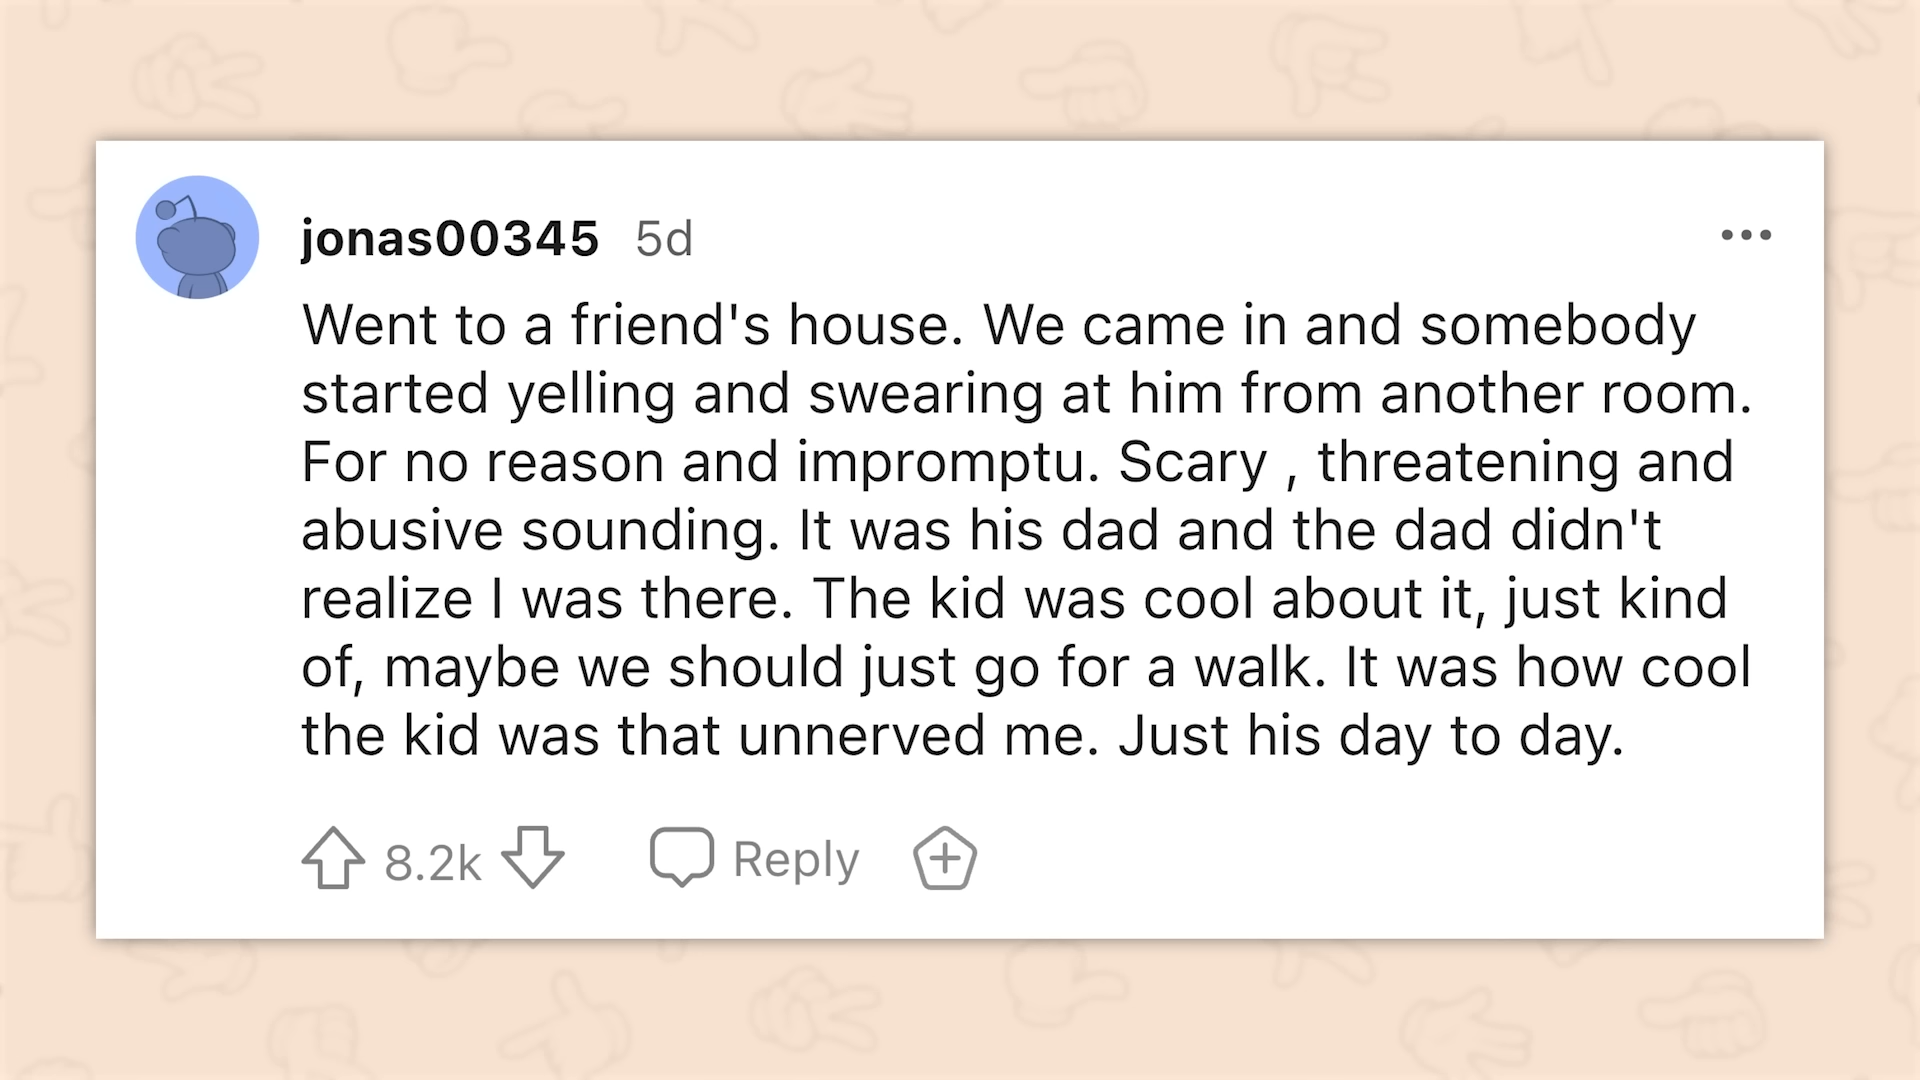 jonas00345 5d
Went to a friend's house. We came in and somebody
started yelling and swearing at him from another room.
For no reason and impromptu. Scary , threatening and
abusive sounding. It was his dad and the dad didn't
realize I was there. The kid was cool about it, just kind
of, maybe we should just go for a walk. It was how cool
the kid was that unnerved me. Just his day to day.
8.2k Reply